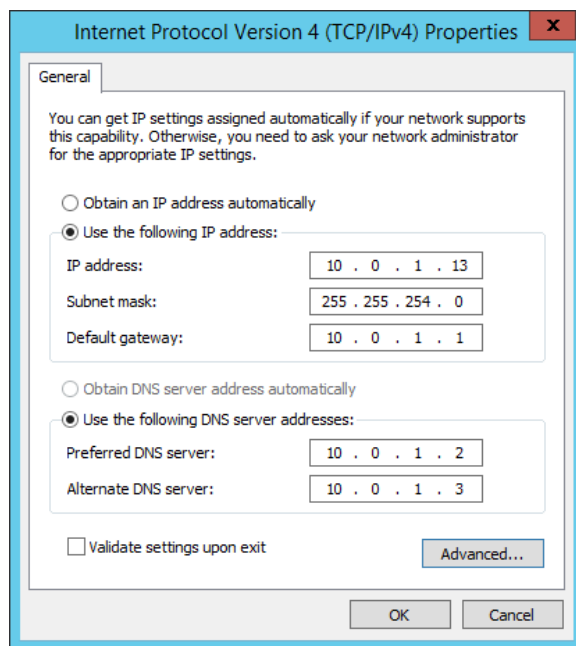 Internet Protocol Version 4 (TCP/IPv4) Properties
x
General
You can get IP settings assigned automatically if your network supports
this capability. Otherwise, you need to ask your network administrator
for the appropriate IP settings.
Obtain an IP address automatically
Use the following IP address:
IP address: 10 . 0 . 1 . 13
Subnet mask: 255 . 255 . 254 . 0
Default gateway: 10 . 0 . 1 . 1
Obtain DNS server address automatically
Use the following DNS server addresses:
Preferred DNS server: 10 . 0 . 1 . 2
Alternate DNS server: 10 . 0 . 1 . 3
Validate settings upon exit
Advanced...
OK Cancel